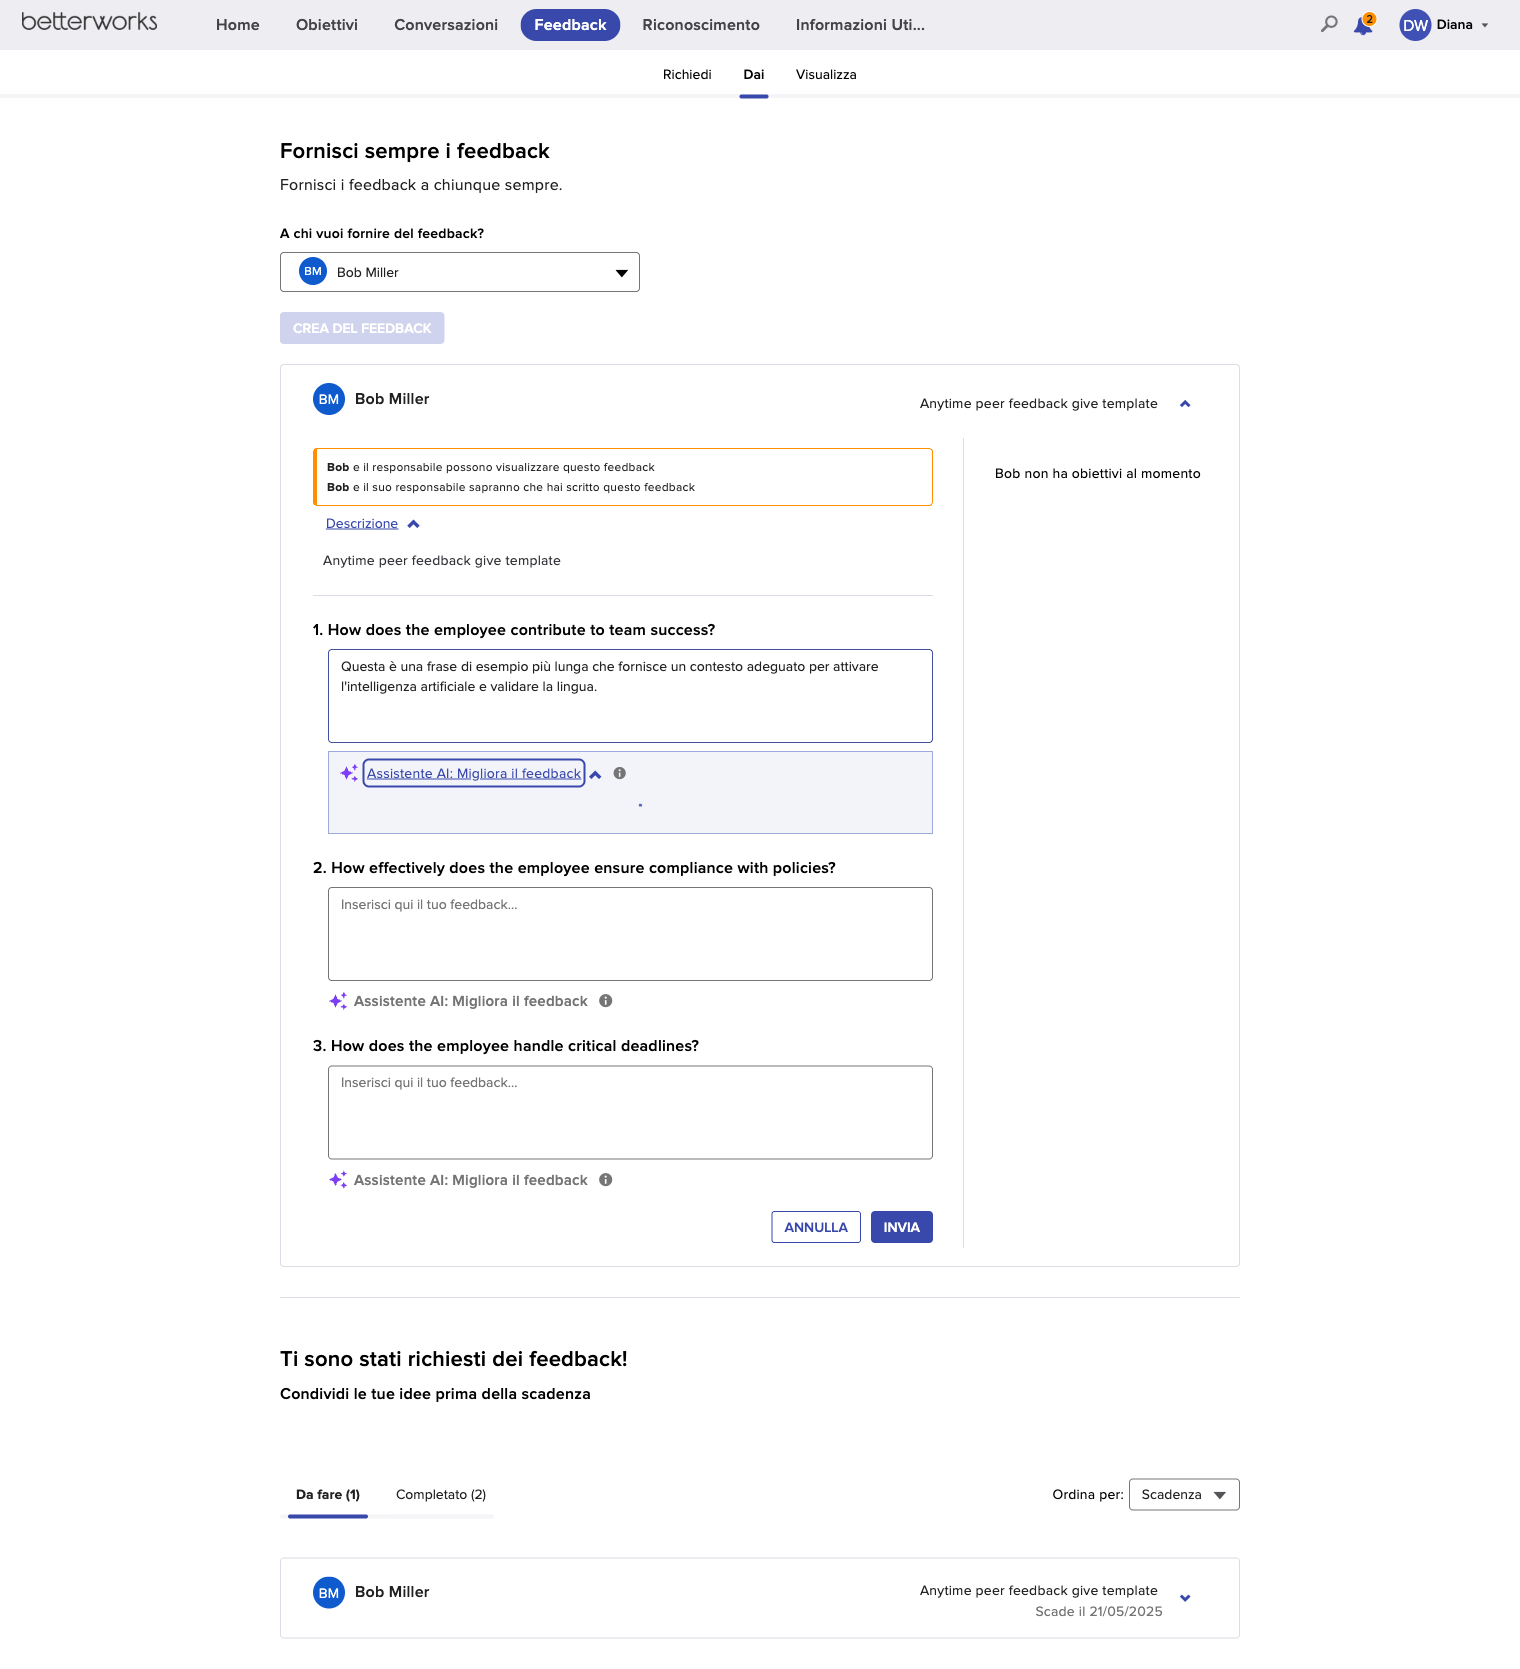 betterworks
Home Obiettivi Conversazioni Feedback Riconoscimento Informazioni Uti...
2
DW Diana
Richiedi Dai Visualizza
Fornisci sempre i feedback
Fornisci i feedback a chiunque sempre.
A chi vuoi fornire del feedback?
BM Bob Miller
CREA DEL FEEDBACK
BM Bob Miller
Anytime peer feedback give template
Bob e il responsabile possono visualizzare questo feedback
Bob e il suo responsabile sapranno che hai scritto questo feedback
Bob non ha obiettivi al momento
Descrizione
Anytime peer feedback give template
1. How does the employee contribute to team success?
Questa è una frase di esempio più lunga che fornisce un contesto adeguato per attivare
l'intelligenza artificiale e validare la lingua.
Assistente AI: Migliora il feedback
2. How effectively does the employee ensure compliance with policies?
Inserisci qui il tuo feedback...
Assistente AI: Migliora il feedback
3. How does the employee handle critical deadlines?
Inserisci qui il tuo feedback...
Assistente AI: Migliora il feedback
ANNULLA INVIA
Ti sono stati richiesti dei feedback!
Condividi le tue idee prima della scadenza
Da fare (1) Completato (2)
Ordina per: Scadenza
BM Bob Miller
Anytime peer feedback give template
Scade il 21/05/2025